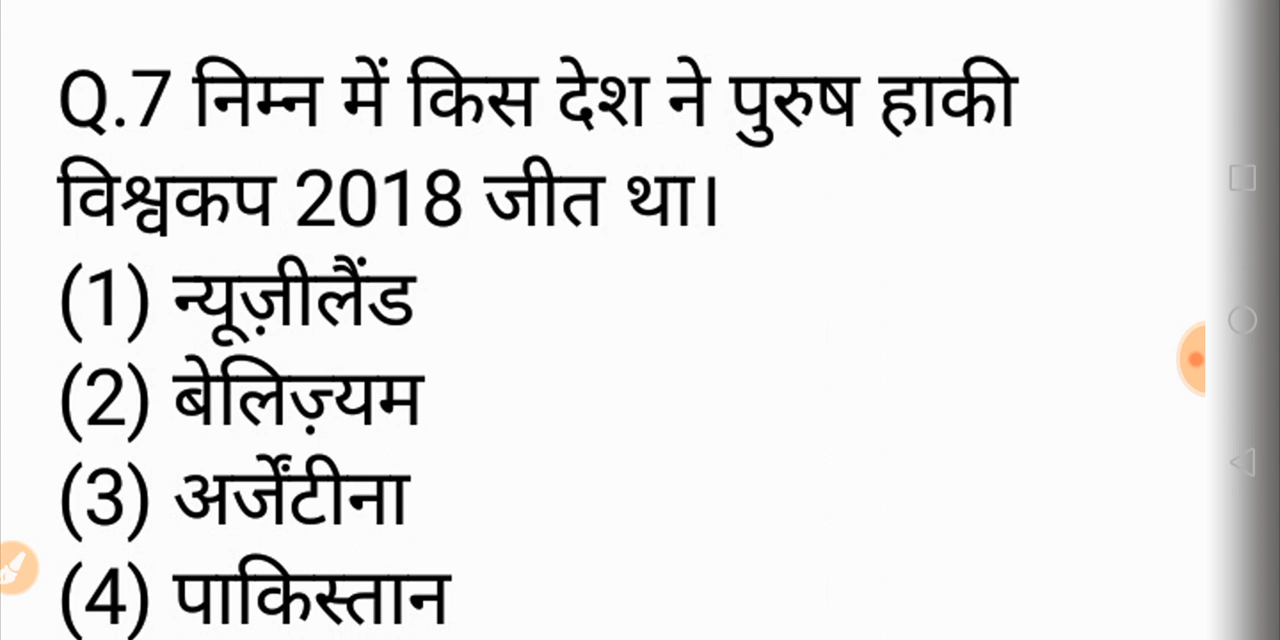 Q.7 निम्न में किस देश ने पुरुष हाकी
विश्वकप 2018 जीत था।
(1) न्यूज़ीलैंड
(2) बेलिज़्यम
(3) अर्जेंटीना
(4) पाकिस्तान